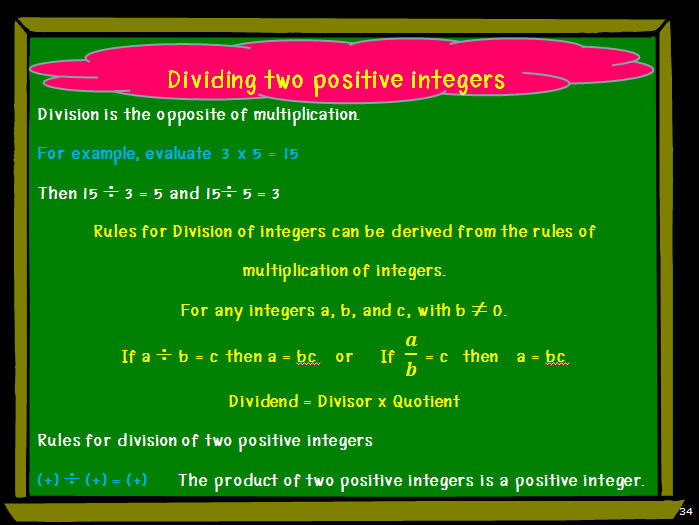 Dividing two positive integers
Division is the opposite of multiplication.
For example, evaluate 3 x 5 = 15
Then 15 ÷ 3 = 5 and 15÷ 5 = 3
Rules for Division of integers can be derived from the rules of
multiplication of integers.
For any integers a, b, and c, with b ≠ 0.
If a ÷ b = c then a = bc or If a/b = c then a = bc
Dividend = Divisor x Quotient
Rules for division of two positive integers
(+) ÷ (+) = (+) The product of two positive integers is a positive integer.
34